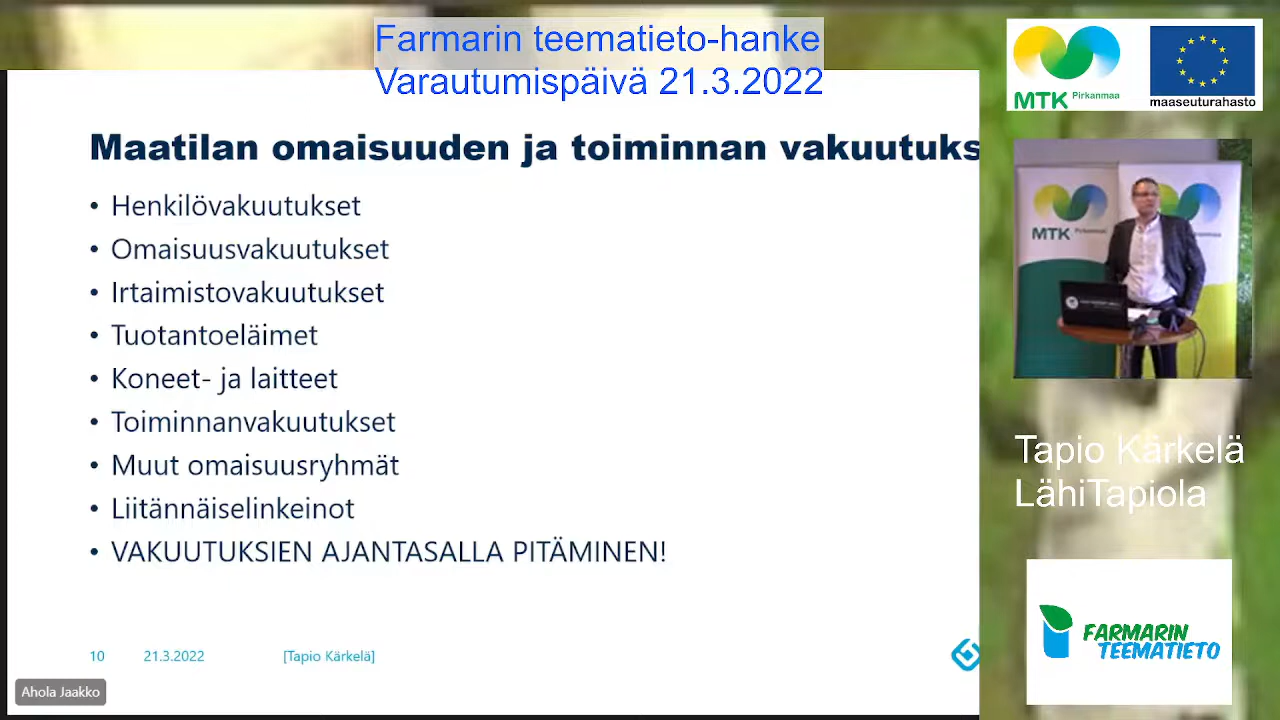 Farmarin teematieto-hanke
Varautumispäivä 21.3.2022
MTK Pirkanmaa
maaseuturahasto
Maatilan omaisuuden ja toiminnan vakuutuks
• Henkilövakuutukset
• Omaisuusvakuutukset
• Irtaimistovakuutukset
• Tuotantoeläimet
• Koneet- ja laitteet
• Toiminnanvakuutukset
• Muut omaisuusryhmät
• Liitännäiselinkeinot
• VAKUUTUKSIEN AJANTASALLA PITÄMINEN!
10 21.3.2022 [Tapio Kärkelä]
Ahola Jaakko
MTK Pirkanmaa
Tapio Kärkelä
LähiTapiola
FARMARIN
TEEMATIETO